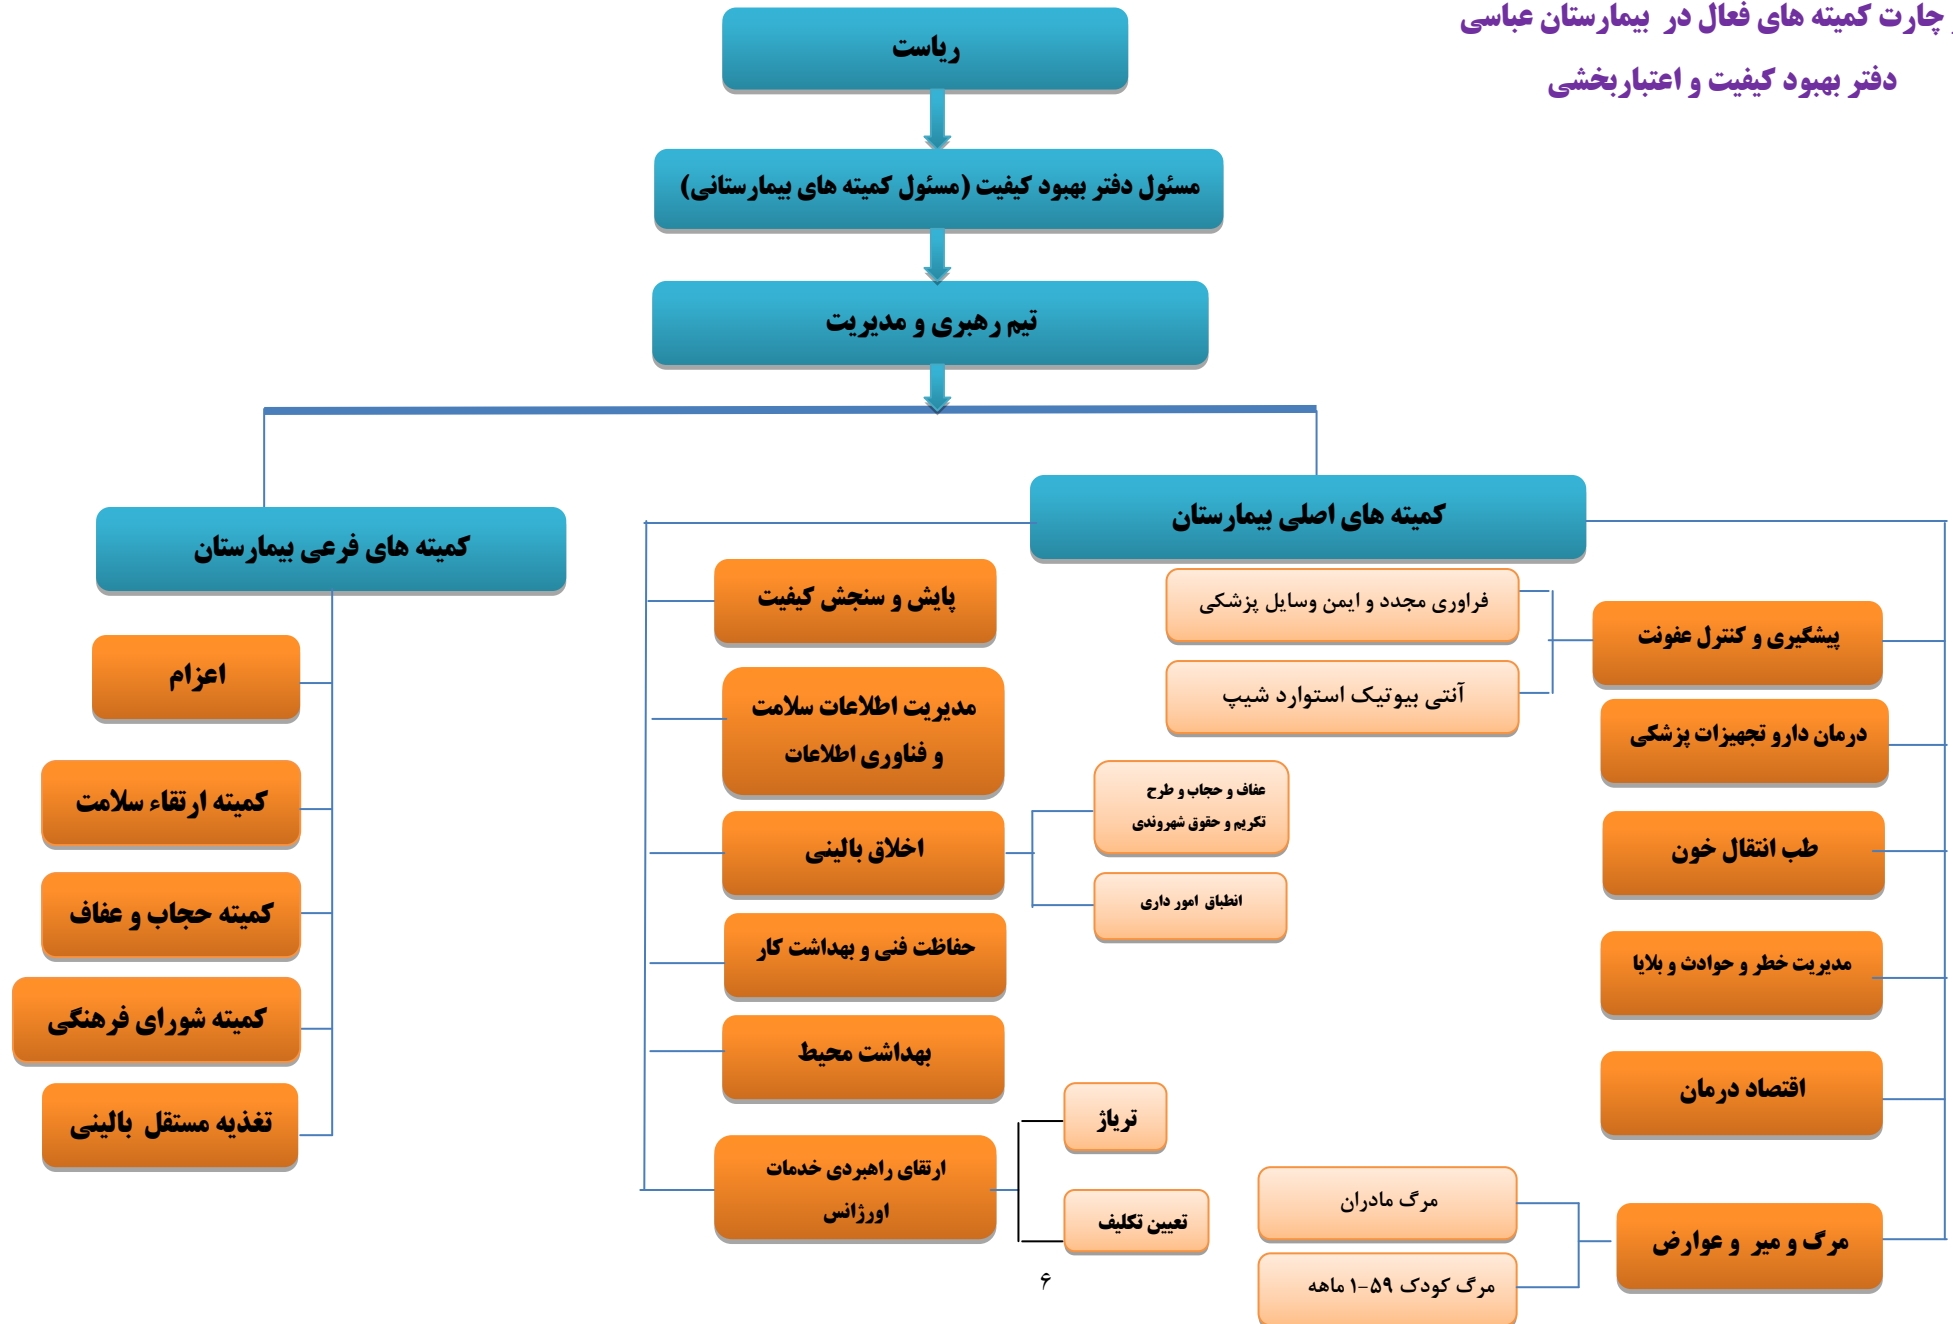 چارت کمیته های فعال در بیمارستان عباسی
دفتر بهبود کیفیت و اعتباربخشی
ریاست
مسئول دفتر بهبود کیفیت (مسئول کمیته های بیمارستانی)
تیم رهبری و مدیریت
کمیته های اصلی بیمارستان
پیشگیری و کنترل عفونت
فراوری مجدد و ایمن وسایل پزشکی
آنتی بیوتیک استوارد شیپ
درمان دارو تجهیزات پزشکی
طب انتقال خون
مدیریت خطر و حوادث و بلایا
اقتصاد درمان
مرگ و میر و عوارض
مرگ مادران
مرگ کودک ۵۹-۱ ماهه
پایش و سنجش کیفیت
مدیریت اطلاعات سلامت
و فناوری اطلاعات
اخلاق بالینی
عفاف و حجاب و طرح
تکریم و حقوق شهروندی
انطباق امور داری
حفاظت فنی و بهداشت کار
بهداشت محیط
ارتقای راهبردی خدمات
اورژانس
تریاژ
تعیین تکلیف
کمیته های فرعی بیمارستان
اعزام
کمیته ارتقاء سلامت
کمیته حجاب و عفاف
کمیته شورای فرهنگی
تغذیه مستقل بالینی
۶